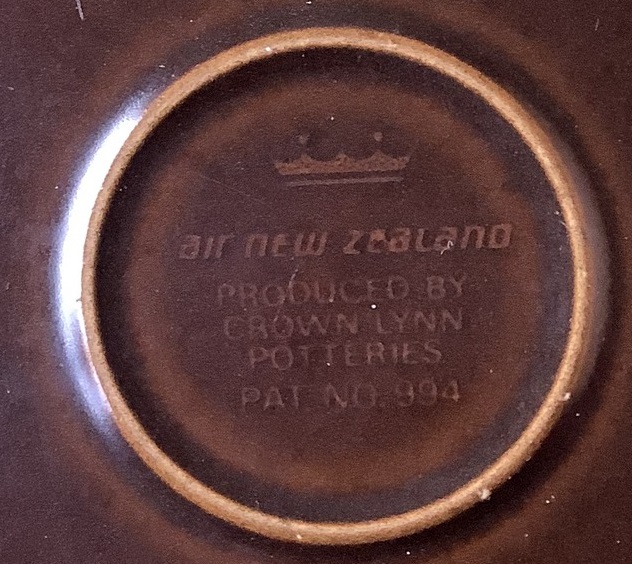 air new zealand
PRODUCED BY
CROWN LYNN
POTTERIES
PAT NO. 994